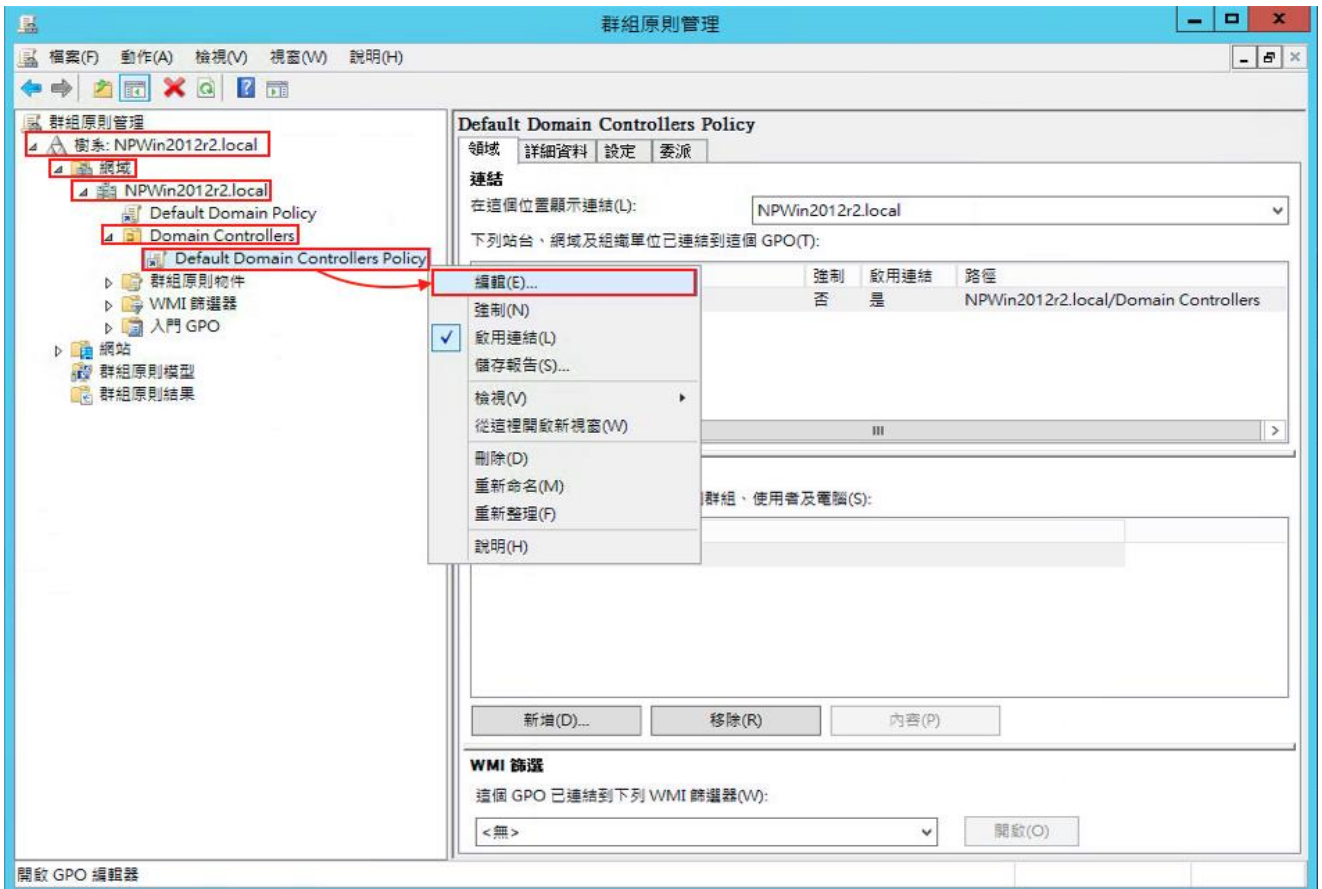 群組原則管理
檔案(F) 動作(A) 檢視(V) 視窗(W) 說明(H)
群組原則管理
樹系: NPWin2012r2.local
網域
NPWin2012r2.local
Default Domain Policy
Domain Controllers
Default Domain Controllers Policy
群組原則物件
WMI 篩選器
入門 GPO
網站
群組原則模型
群組原則結果
編輯(E)...
強制(N)
啟用連結(L)
儲存報告(S)...
檢視(V)
從這裡開啟新視窗(W)
刪除(D)
重新命名(M)
重新整理(F)
說明(H)
Default Domain Controllers Policy
領域 詳細資料 設定 委派
連結
在這個位置顯示連結(L): NPWin2012r2.local
下列站台、網域及組織單位已連結到這個 GPO(T):
強制 啟用連結 路徑
否 是 NPWin2012r2.local/Domain Controllers
群組、使用者及電腦(S):
新增(D)... 移除(R) 內容(P)
WMI 篩選
這個 GPO 已連結到下列 WMI 篩選器(W):
<無> 開啟(O)
開啟 GPO 編輯器